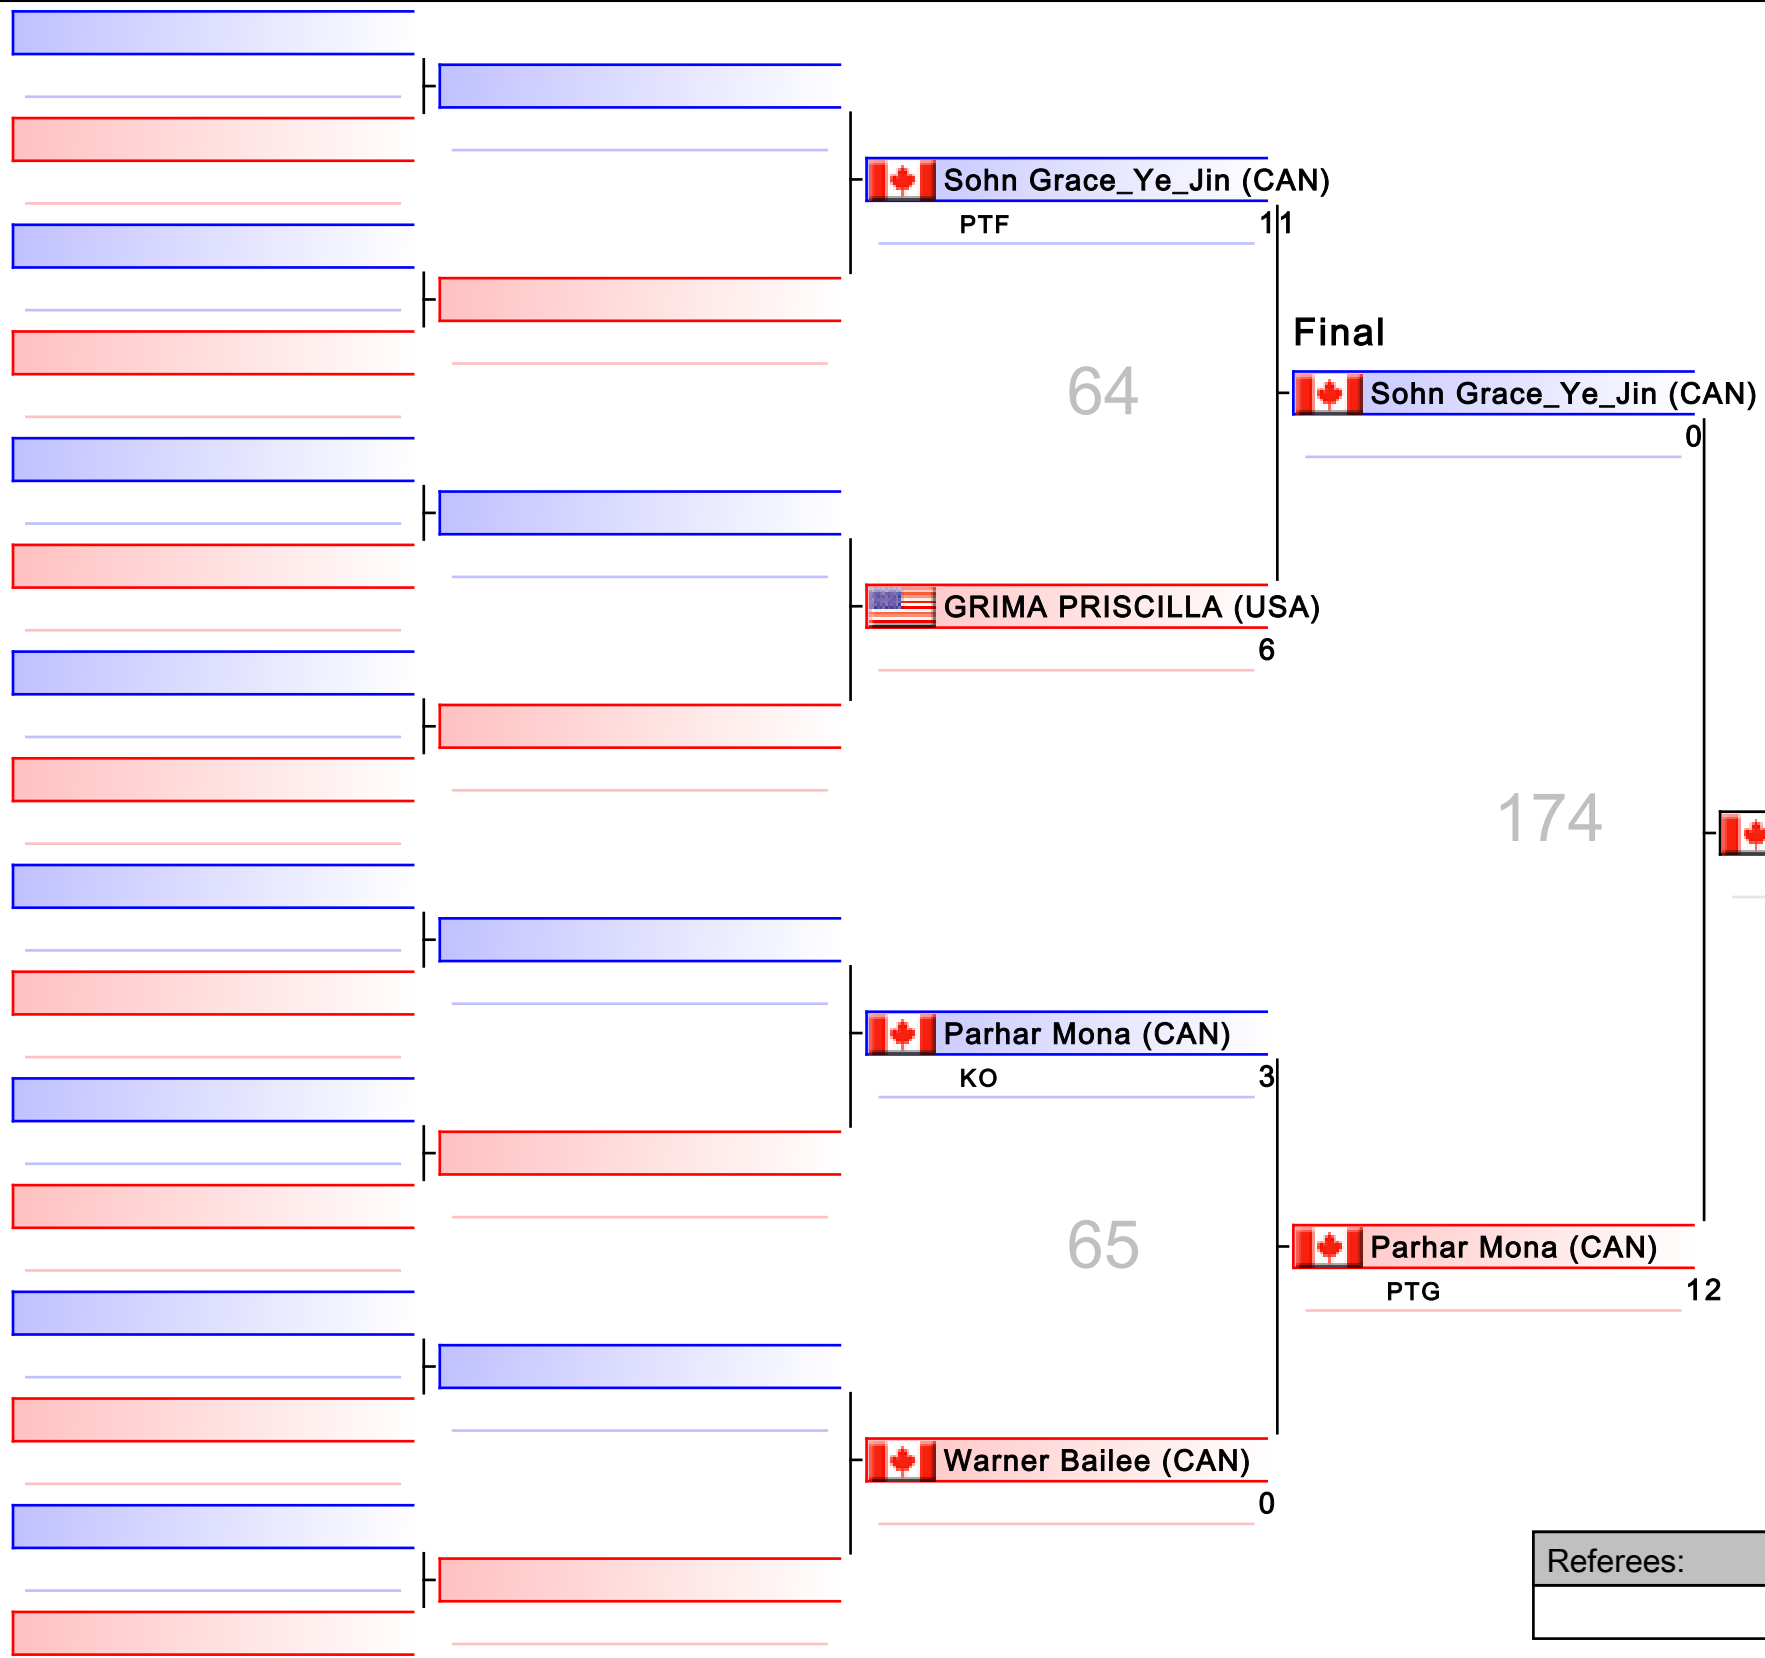 Sohn Grace_Ye_Jin (CAN)
PTF 11
Final
64
Sohn Grace_Ye_Jin (CAN)
0
GRIMA PRISCILLA (USA)
6
174
Parhar Mona (CAN)
KO 3
65
Parhar Mona (CAN)
PTG 12
Warner Bailee (CAN)
0
Referees: